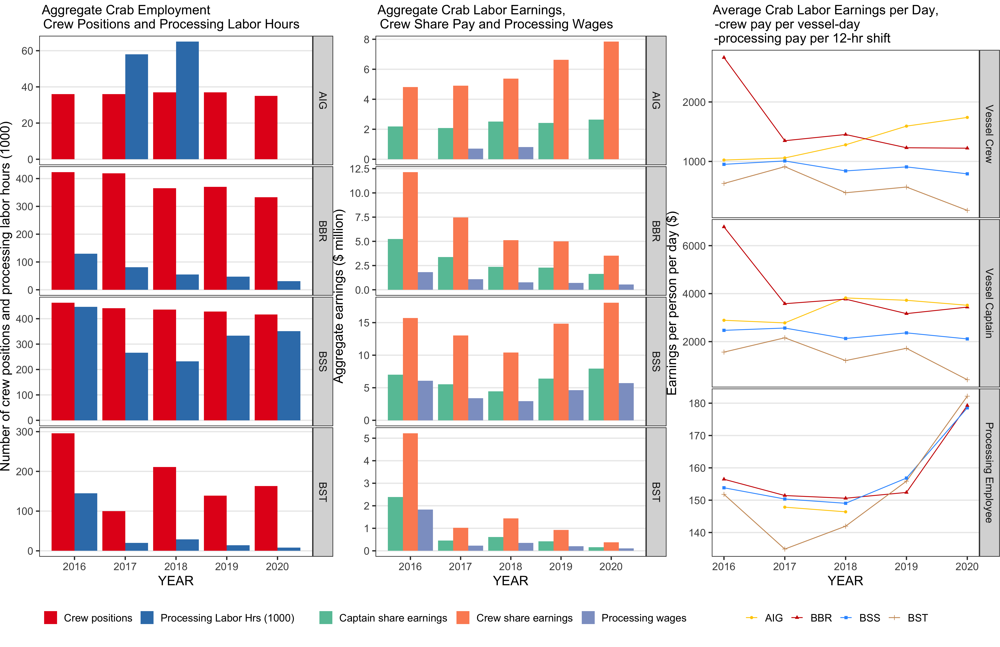 Aggregate Crab Employment
Crew Positions and Processing Labor Hours
Number of crew positions and processing labor hours (1000)
60
40
20
0
AIG
400
300
200
100
0
BBR
400
300
200
100
0
BSS
300
200
100
0
BST
2016 2017 2018 2019 2020
YEAR
Crew positions Processing Labor Hrs (1000)
Aggregate Crab Labor Earnings,
Crew Share Pay and Processing Wages
Aggregate earnings ($ million)
8
6
4
2
0
AIG
12.5
10.0
7.5
5.0
2.5
0.0
BBR
15
10
5
0
BSS
5
4
3
2
1
0
BST
2016 2017 2018 2019 2020
YEAR
Captain share earnings Crew share earnings Processing wages
Average Crab Labor Earnings per Day,
-crew pay per vessel-day
-processing pay per 12-hr shift
Earnings per person per day ($)
2000
1000
Vessel Crew
6000
4000
2000
Vessel Captain
180
170
160
150
140
Processing Employee
2016 2017 2018 2019 2020
YEAR
AIG BBR BSS BST